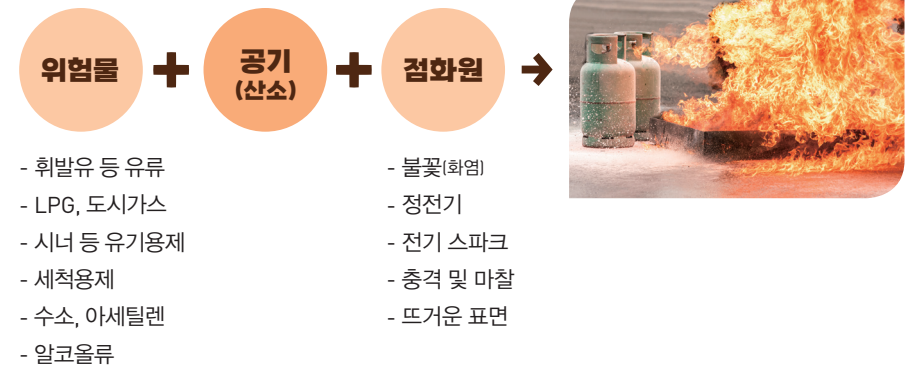 위험물 + 공기 (산소) + 점화원 →
- 휘발유 등 유류
- LPG, 도시가스
- 시너 등 유기용제
- 세척용제
- 수소, 아세틸렌
- 알코올류
- 불꽃(화염)
- 정전기
- 전기 스파크
- 충격 및 마찰
- 뜨거운 표면